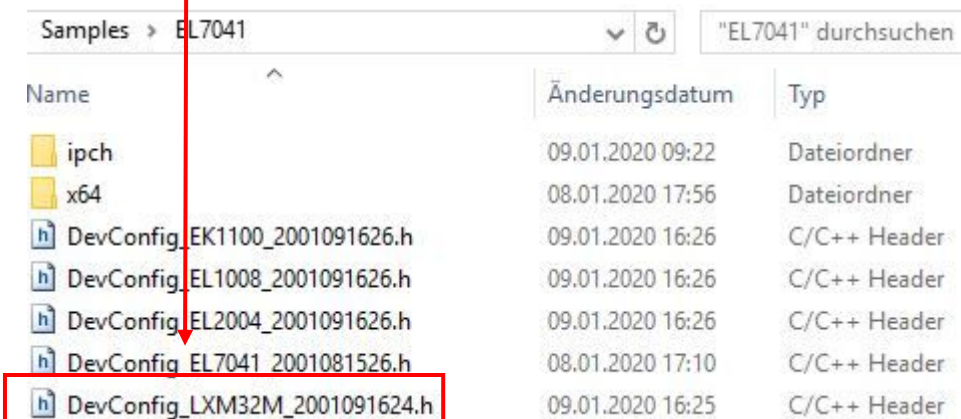 Samples > EL7041 "EL7041" durchsuchen
Name Änderungsdatum Typ
ipch 09.01.2020 09:22 Dateiordner
x64 08.01.2020 17:56 Dateiordner
DevConfig_EK1100_2001091626.h 09.01.2020 16:26 C/C++ Header
DevConfig_EL1008_2001091626.h 09.01.2020 16:26 C/C++ Header
DevConfig_EL2004_2001091626.h 09.01.2020 16:26 C/C++ Header
DevConfig_EL7041_2001081526.h 08.01.2020 17:10 C/C++ Header
DevConfig_LXM32M_2001091624.h 09.01.2020 16:25 C/C++ Header